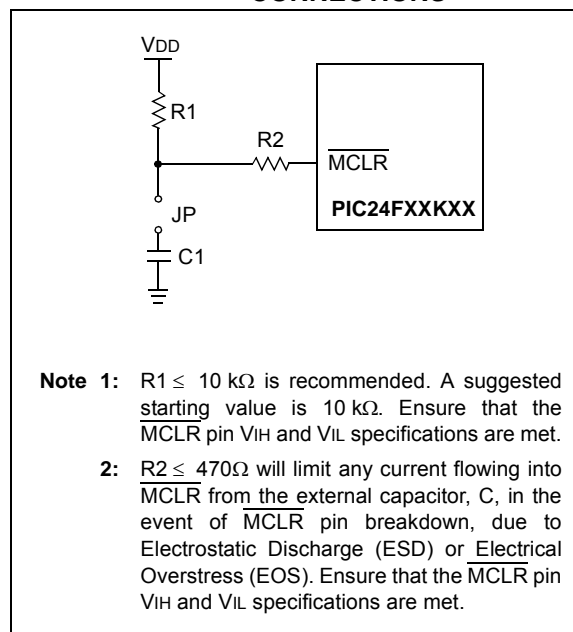 CONNECTIONS
VDD
R1
R2
MCLR
JP
PIC24FXXKXX
C1
Note 1: R1 ≤ 10 kΩ is recommended. A suggested
starting value is 10 kΩ. Ensure that the
MCLR pin VIH and VIL specifications are met.
2: R2 ≤ 470Ω will limit any current flowing into
MCLR from the external capacitor, C, in the
event of MCLR pin breakdown, due to
Electrostatic Discharge (ESD) or Electrical
Overstress (EOS). Ensure that the MCLR pin
VIH and VIL specifications are met.